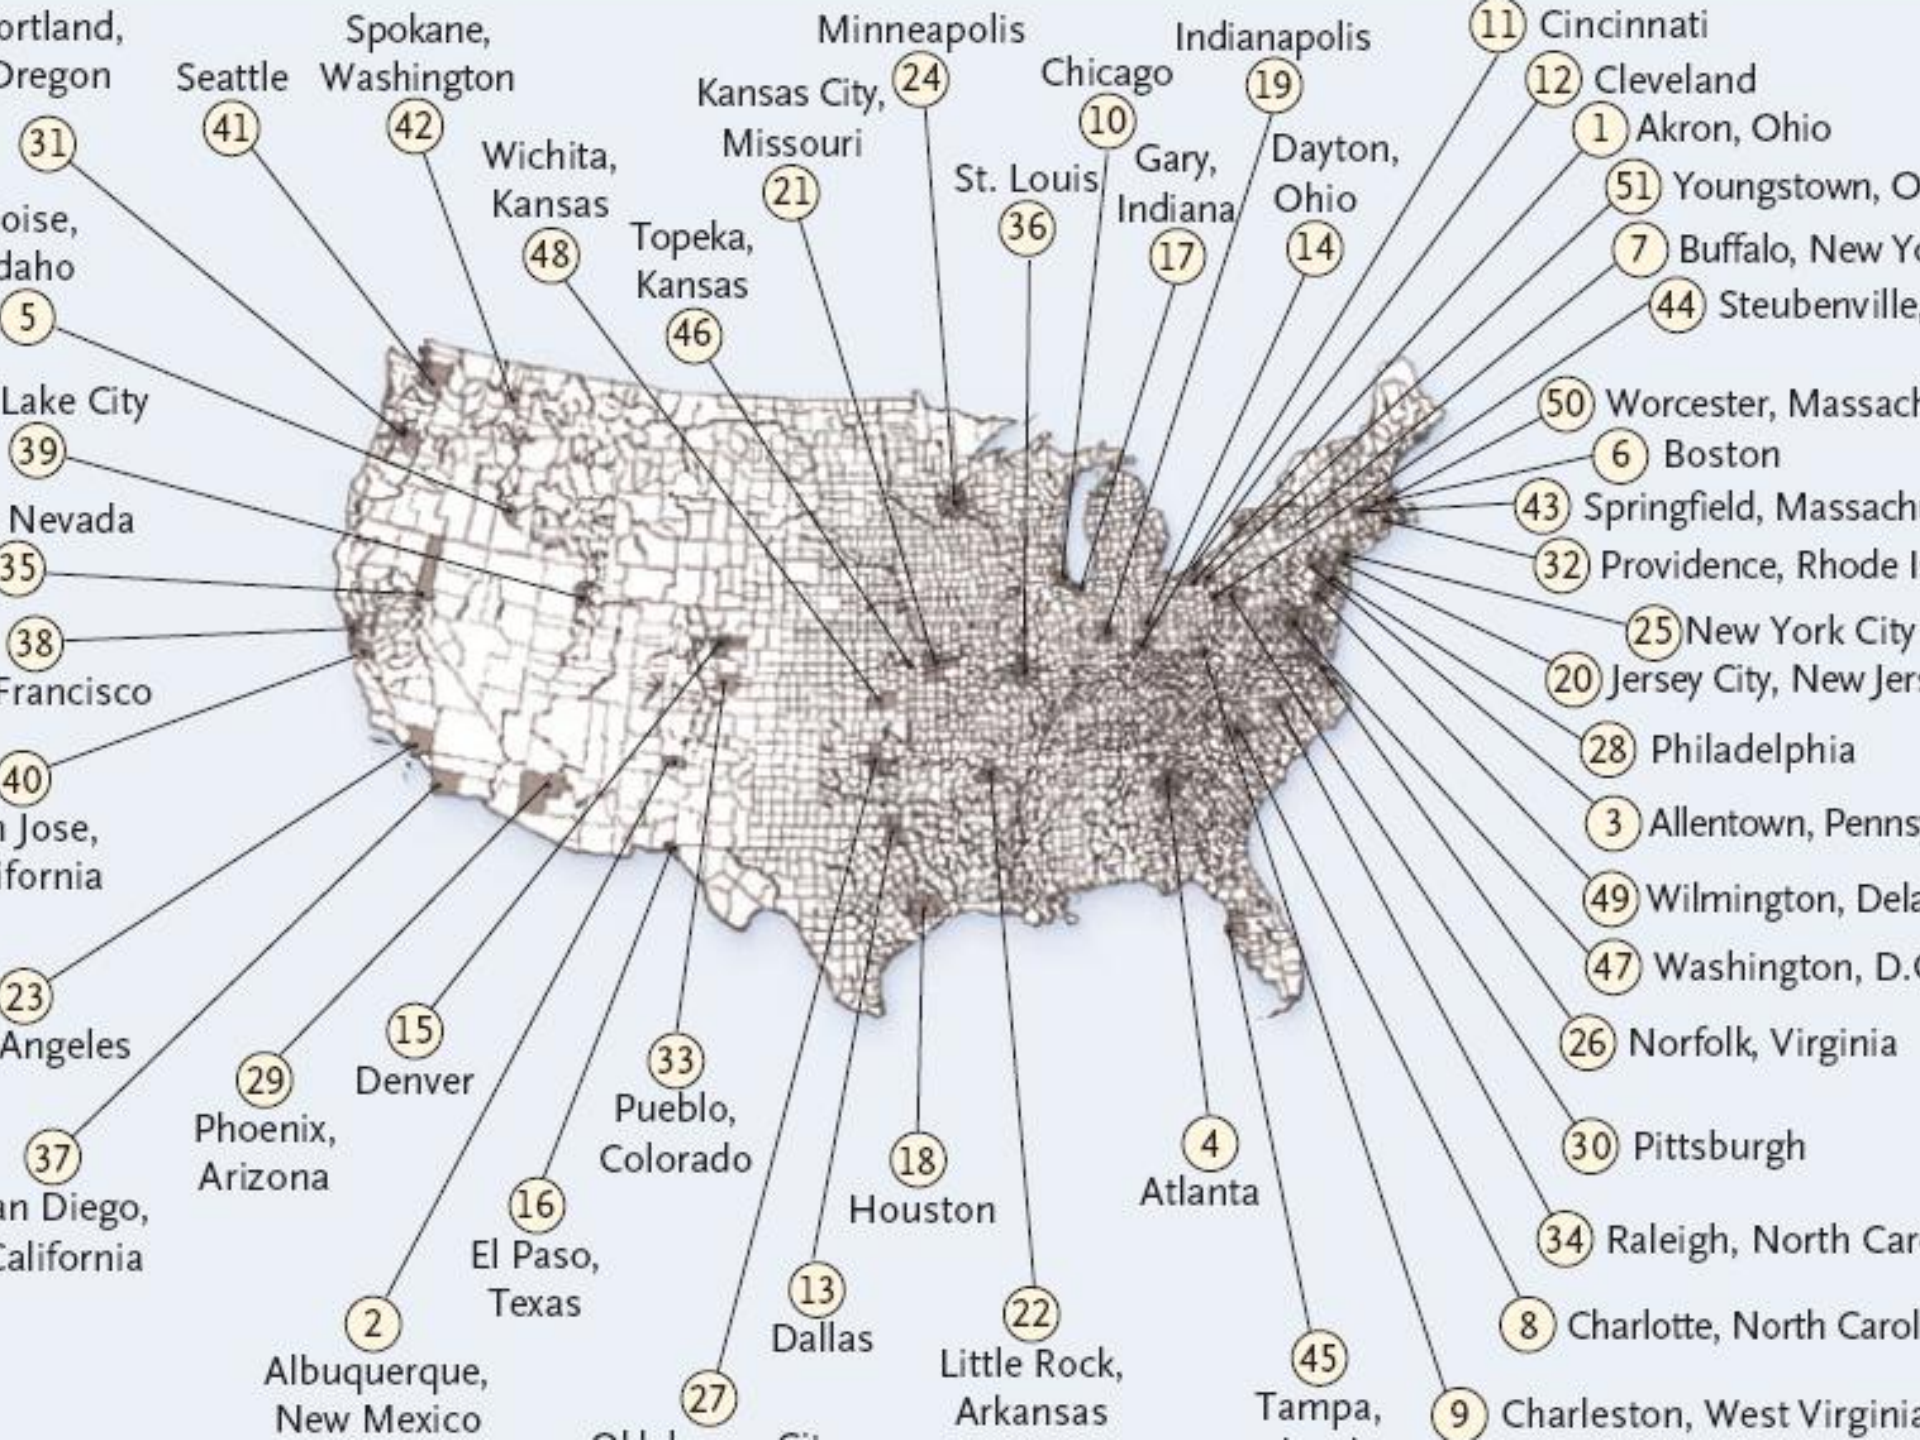 ortland,
Oregon
31
Seattle
41
Spokane,
Washington
42
Wichita,
Kansas
48
Topeka,
Kansas
46
Kansas City,
Missouri
21
Minneapolis
24
St. Louis
36
Chicago
10
Gary,
Indiana
17
Indianapolis
19
Dayton,
Ohio
14
11 Cincinnati
12 Cleveland
1 Akron, Ohio
51 Youngstown, O
7 Buffalo, New Yo
44 Steubenville,
50 Worcester, Massach
6 Boston
43 Springfield, Massach
32 Providence, Rhode I
25 New York City
20 Jersey City, New Jers
28 Philadelphia
3 Allentown, Penns
49 Wilmington, Dela
47 Washington, D.C
26 Norfolk, Virginia
30 Pittsburgh
34 Raleigh, North Car
8 Charlotte, North Carol
9 Charleston, West Virginia
oise,
daho
5
Lake City
39
Nevada
35
38
Francisco
40
n Jose,
ifornia
23
Angeles
37
an Diego,
California
29
Phoenix,
Arizona
15
Denver
2
Albuquerque,
New Mexico
16
El Paso,
Texas
33
Pueblo,
Colorado
27
13
Dallas
18
Houston
22
Little Rock,
Arkansas
4
Atlanta
45
Tampa,